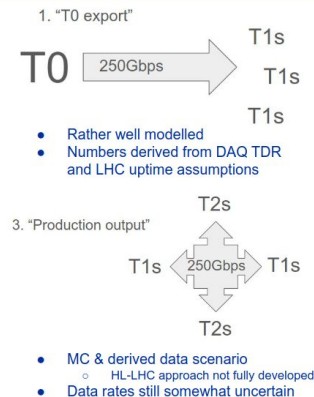 1. “T0 export”
T1s
T0
250Gbps
T1s
T1s
● Rather well modelled
● Numbers derived from DAQ TDR
and LHC uptime assumptions
T2s
3. “Production output”
T1s
250Gbps
T1s
T2s
● MC & derived data scenario
○ HL-LHC approach not fully developed
● Data rates still somewhat uncertain